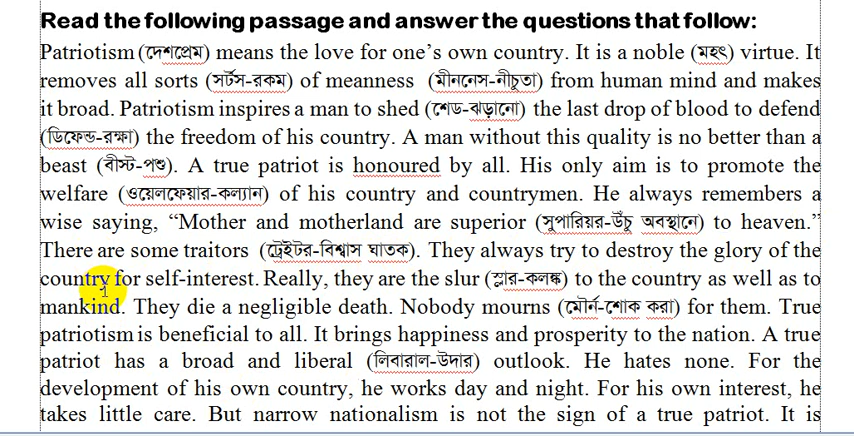 Read the following passage and answer the questions that follow:
Patriotism (দেশপ্রেম) means the love for one’s own country. It is a noble (মহৎ) virtue. It
removes all sorts (সর্টস-রকম) of meanness (মীননেস-নীচুতা) from human mind and makes
it broad. Patriotism inspires a man to shed (শেড-ঝড়ানো) the last drop of blood to defend
(ডিফেন্ড-রক্ষা) the freedom of his country. A man without this quality is no better than a
beast (বীস্ট-পশু). A true patriot is honoured by all. His only aim is to promote the
welfare (ওয়েলফেয়ার-কল্যান) of his country and countrymen. He always remembers a
wise saying, “Mother and motherland are superior (সুপারিয়র-উঁচু অবস্থানে) to heaven.”
There are some traitors (ট্রেইটর-বিশ্বাস ঘাতক). They always try to destroy the glory of the
country for self-interest. Really, they are the slur (স্লার-কলঙ্ক) to the country as well as to
mankind. They die a negligible death. Nobody mourns (মৌর্ন-শোক করা) for them. True
patriotism is beneficial to all. It brings happiness and prosperity to the nation. A true
patriot has a broad and liberal (লিবারাল-উদার) outlook. He hates none. For the
development of his own country, he works day and night. For his own interest, he
takes little care. But narrow nationalism is not the sign of a true patriot. It is